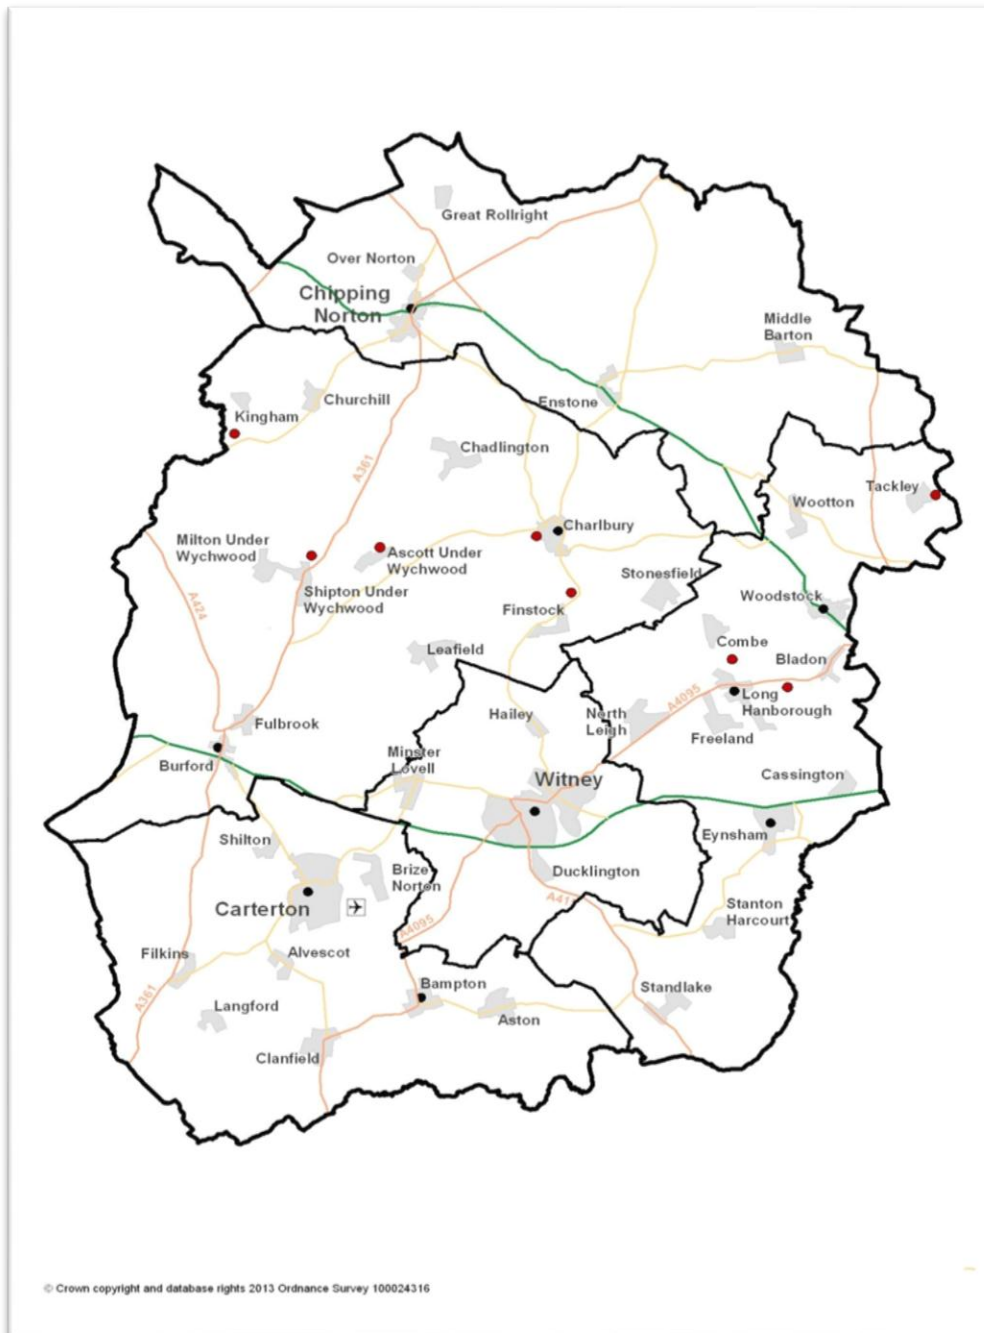 Great Rollright
Over Norton
Chipping
Norton
Middle
Barton
Enstone
Churchill
Kingham
Chadlington
A361
Tackley
Wootton
Charlbury
Milton Under
Wychwood
Ascott Under
Wychwood
Stonesfield
Shipton Under
Wychwood
A424
Finstock
Woodstock
Combe
Leafield
Bladon
A4095
Long
Hanborough
Hailey
North
Leigh
Fulbrook
Freeland
Minster
Lovell
Burford
Witney
Cassington
Eynsham
Shilton
Brize
Norton
Ducklington
Carterton
Stanton
Harcourt
A4095
Filkins
Alvescot
Bampton
Standlake
A361
Langford
Aston
Clanfield
© Crown copyright and database rights 2013 Ordnance Survey 100024316